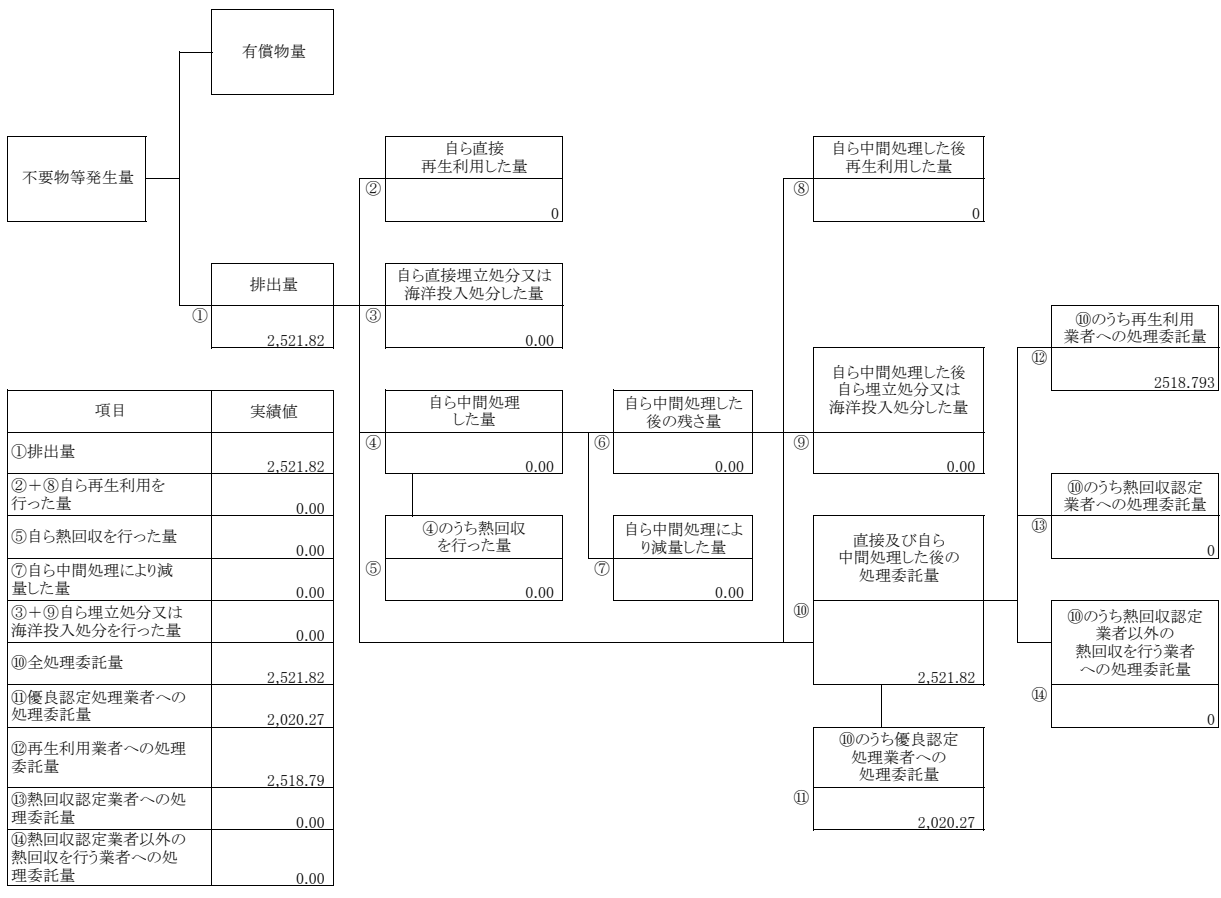 有償物量
不要物等発生量
自ら直接
再生利用した量
②
0
自ら中間処理した後
再生利用した量
⑧
0
排出量
①
2,521.82
自ら直接埋立処分又は
海洋投入処分した量
③
0.00
⑩のうち再生利用
業者への処理委託量
⑫
2518.793
自ら中間処理した後
自ら埋立処分又は
海洋投入処分した量
⑨
0.00
自ら中間処理
した量
④
0.00
自ら中間処理した
後の残さ量
⑥
0.00
⑩のうち熱回収認定
業者への処理委託量
⑬
0
④のうち熱回収
を行った量
⑤
0.00
自ら中間処理によ
り減量した量
⑦
0.00
直接及び自ら
中間処理した後の
処理委託量
⑩
2,521.82
⑩のうち熱回収認定
業者以外の
熱回収を行う業者
への処理委託量
⑭
0
⑩のうち優良認定
処理業者への
処理委託量
⑪
2,020.27
項目 実績値
①排出量
2,521.82
②＋⑧自ら再生利用を
行った量
0.00
⑤自ら熱回収を行った量
0.00
⑦自ら中間処理により減
量した量
0.00
③＋⑨自ら埋立処分又は
海洋投入処分を行った量
0.00
⑩全処理委託量
2,521.82
⑪優良認定処理業者への
処理委託量
2,020.27
⑫再生利用業者への処理
委託量
2,518.79
⑬熱回収認定業者への処
理委託量
0.00
⑭熱回収認定業者以外の
熱回収を行う業者への処
理委託量
0.00